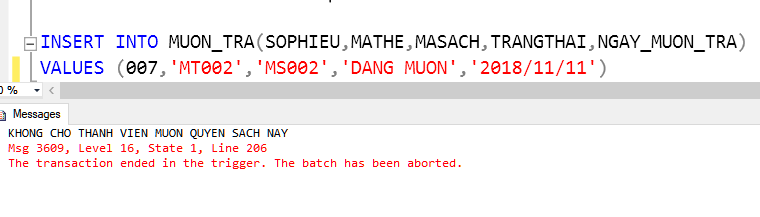 INSERT INTO MUON_TRA(SOPHIEU,MATHE,MASACH,TRANGTHAI,NGAY_MUON_TRA)
VALUES (007,'MT002','MS002','DANG MUON','2018/11/11')
0 %
Messages
KHONG CHO THANH VIEN MUON QUYEN SACH NAY
Msg 3609, Level 16, State 1, Line 206
The transaction ended in the trigger. The batch has been aborted.